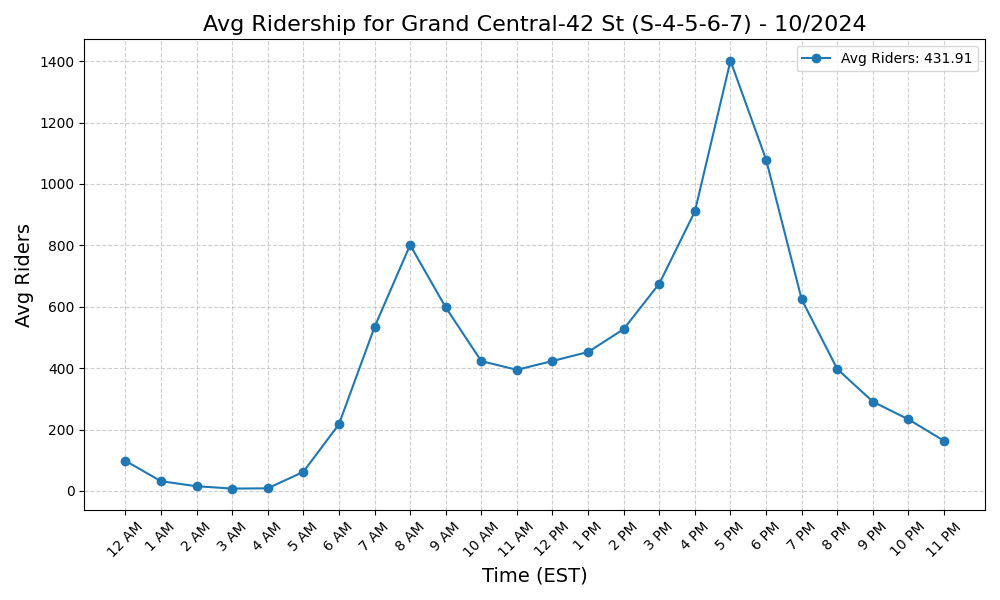 Avg Ridership for Grand Central-42 St (S-4-5-6-7) - 10/2024
Avg Riders: 431.91
Avg Riders
1400
1200
1000
800
600
400
200
0
12 AM
1 AM
2 AM
3 AM
4 AM
5 AM
6 AM
7 AM
8 AM
9 AM
10 AM
11 AM
12 PM
1 PM
2 PM
3 PM
4 PM
5 PM
6 PM
7 PM
8 PM
9 PM
10 PM
11 PM
Time (EST)